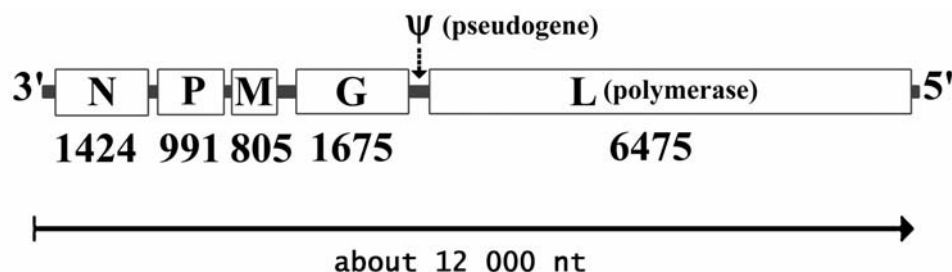 Ψ (pseudogene)
3' N P M G L (polymerase) 5'
1424 991 805 1675 6475
about 12 000 nt